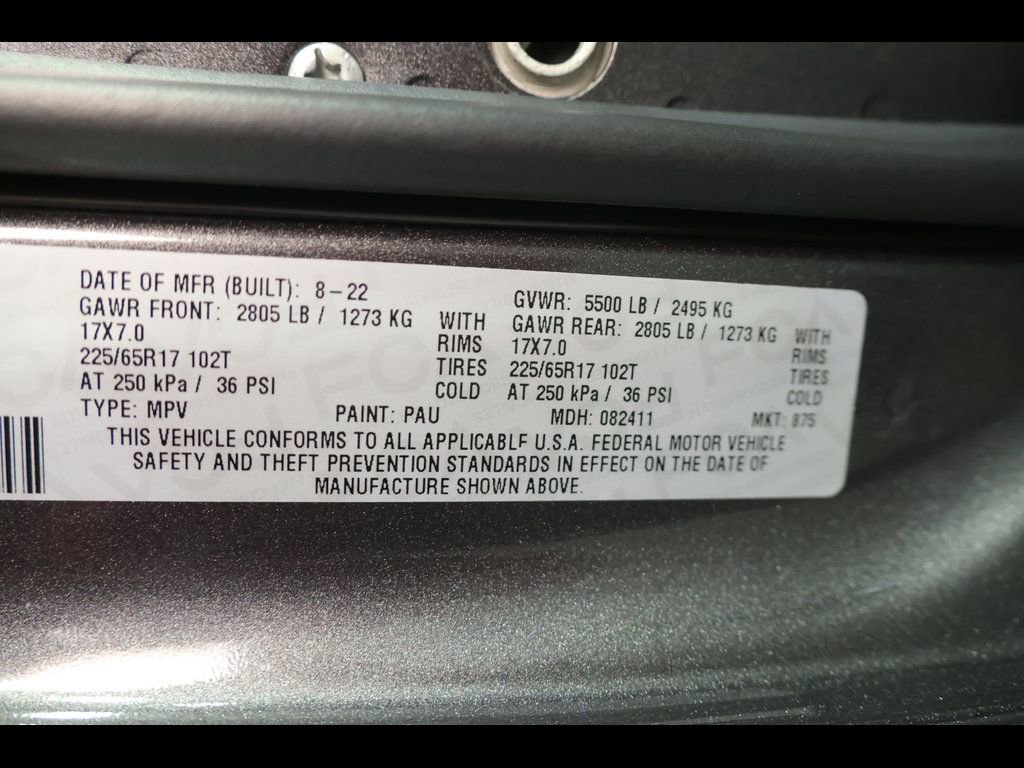 DATE OF MFR (BUILT): 8-22
GVWR: 5500 LB / 2495 KG
GAWR FRONT: 2805 LB / 1273 KG WITH
GAWR REAR: 2805 LB / 1273 KG WITH
17X7.0 RIMS 17X7.0 RIMS
225/65R17 102T TIRES 225/65R17 102T TIRES
AT 250 kPa / 36 PSI COLD AT 250 kPa / 36 PSI COLD
TYPE: MPV PAINT: PAU MDH: 082411 MKT: 875
THIS VEHICLE CONFORMS TO ALL APPLICABLE U.S.A. FEDERAL MOTOR VEHICLE
SAFETY AND THEFT PREVENTION STANDARDS IN EFFECT ON THE DATE OF
MANUFACTURE SHOWN ABOVE.